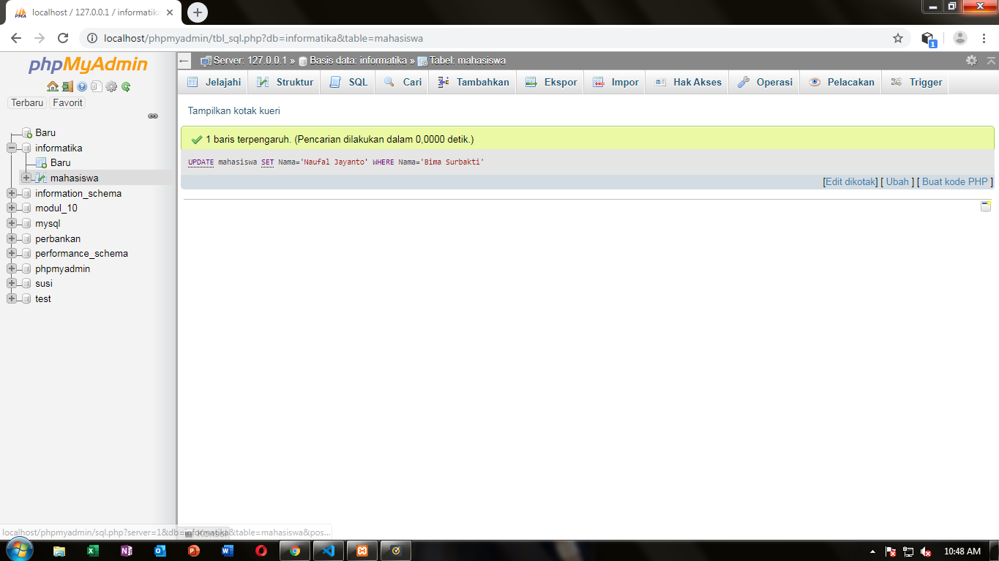 localhost / 127.0.0.1 / informatika
localhost/phpmyadmin/tbl_sql.php?db=informatika&table=mahasiswa
1
phpMyAdmin
Terbaru Favorit
Baru
informatika
Baru
mahasiswa
information_schema
modul_10
mysql
perbankan
performance_schema
phpmyadmin
susi
test
Server: 127.0.0.1 » Basis data: informatika » Tabel: mahasiswa
Jelajahi Struktur SQL Cari Tambahkan Ekspor Impor Hak Akses Operasi Pelacakan Trigger
Tampilkan kotak kueri
1 baris terpengaruh. (Pencarian dilakukan dalam 0,0000 detik.)
UPDATE mahasiswa SET Nama='Naufal Jayanto' WHERE Nama='Bima Surbakti'
[Edit dikotak] [ Ubah ] [ Buat kode PHP ]
localhost/phpmyadmin/sql.php?server=1&db=informatika&table=mahasiswa&pos...
Konsol
10:48 AM